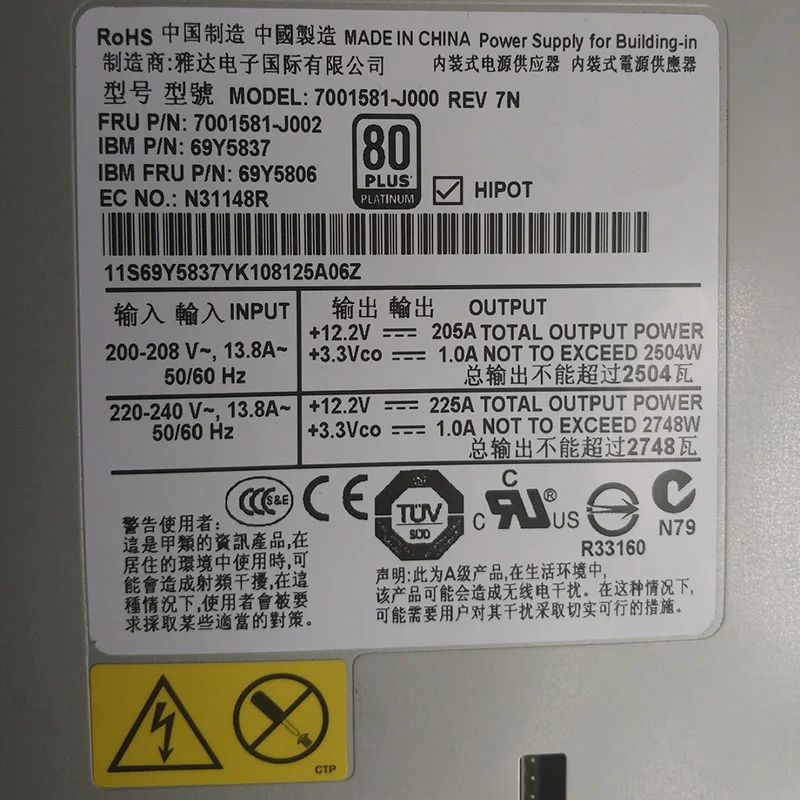 RoHS 中国制造 中國製造 MADE IN CHINA Power Supply for Building-in
制造商:雅达电子国际有限公司 内装式电源供应器 內裝式電源供應器
型号 型號 MODEL: 7001581-J000 REV 7N
FRU P/N: 7001581-J002
IBM P/N: 69Y5837
IBM FRU P/N: 69Y5806
EC NO.: N31148R
80
PLUS
PLATINUM
HIPOT
11S69Y5837YK108125A06Z
输入 輸入 INPUT
200-208 V~, 13.8A~
50/60 Hz
输出 輸出 OUTPUT
+12.2V 205A TOTAL OUTPUT POWER
+3.3Vco 1.0A NOT TO EXCEED 2504W
总输出不能超过2504瓦
220-240 V~, 13.8A~
50/60 Hz
+12.2V 225A TOTAL OUTPUT POWER
+3.3Vco 1.0A NOT TO EXCEED 2748W
总输出不能超过2748瓦
CCC S&E
CE
TÜV
SÜD
C RU ® US
C
R33160
N79
警告使用者:
這是甲類的資訊產品,在
居住的環境中使用時,可
能會造成射頻干擾,在這
種情況下,使用者會被要
求採取某些適當的對策。
声明:此为A级产品,在生活环境中,
该产品可能会造成无线电干扰。在这种情况下,
可能需要用户对其干扰采取切实可行的措施。
CTP